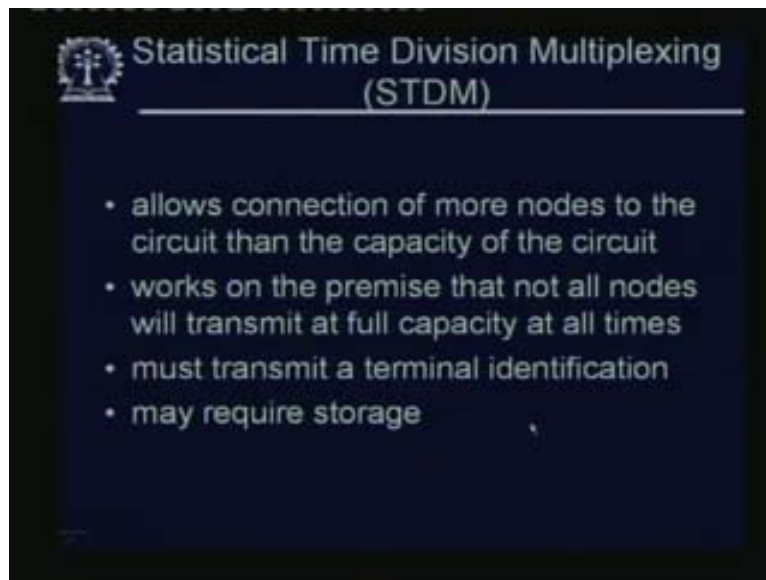 Statistical Time Division Multiplexing
(STDM)
• allows connection of more nodes to the
circuit than the capacity of the circuit
• works on the premise that not all nodes
will transmit at full capacity at all times
• must transmit a terminal identification
• may require storage